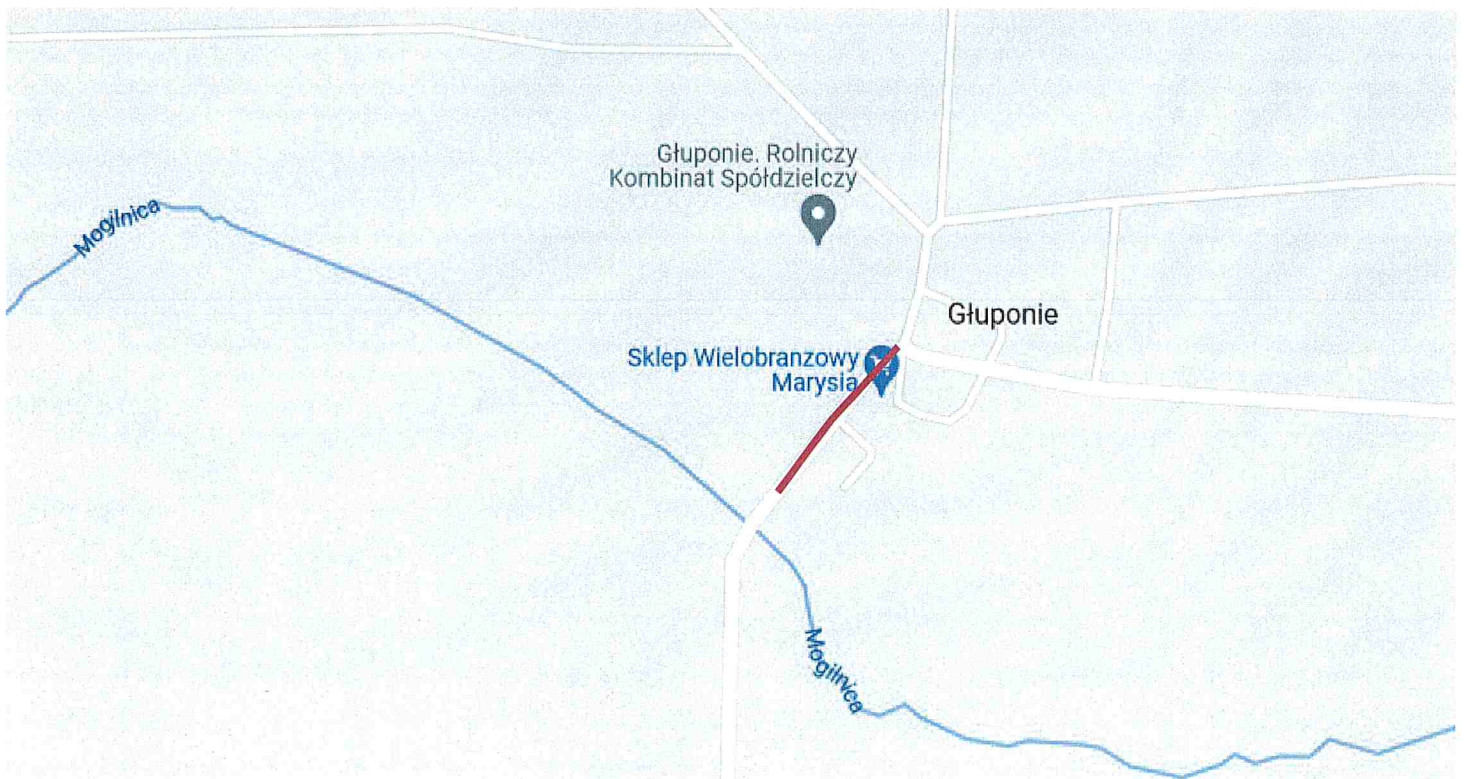 Głuponie. Rolniczy
Kombinat Spółdzielczy
Mogilnica
Głuponie
Sklep Wielobranzowy
Marysia
Mogilnica